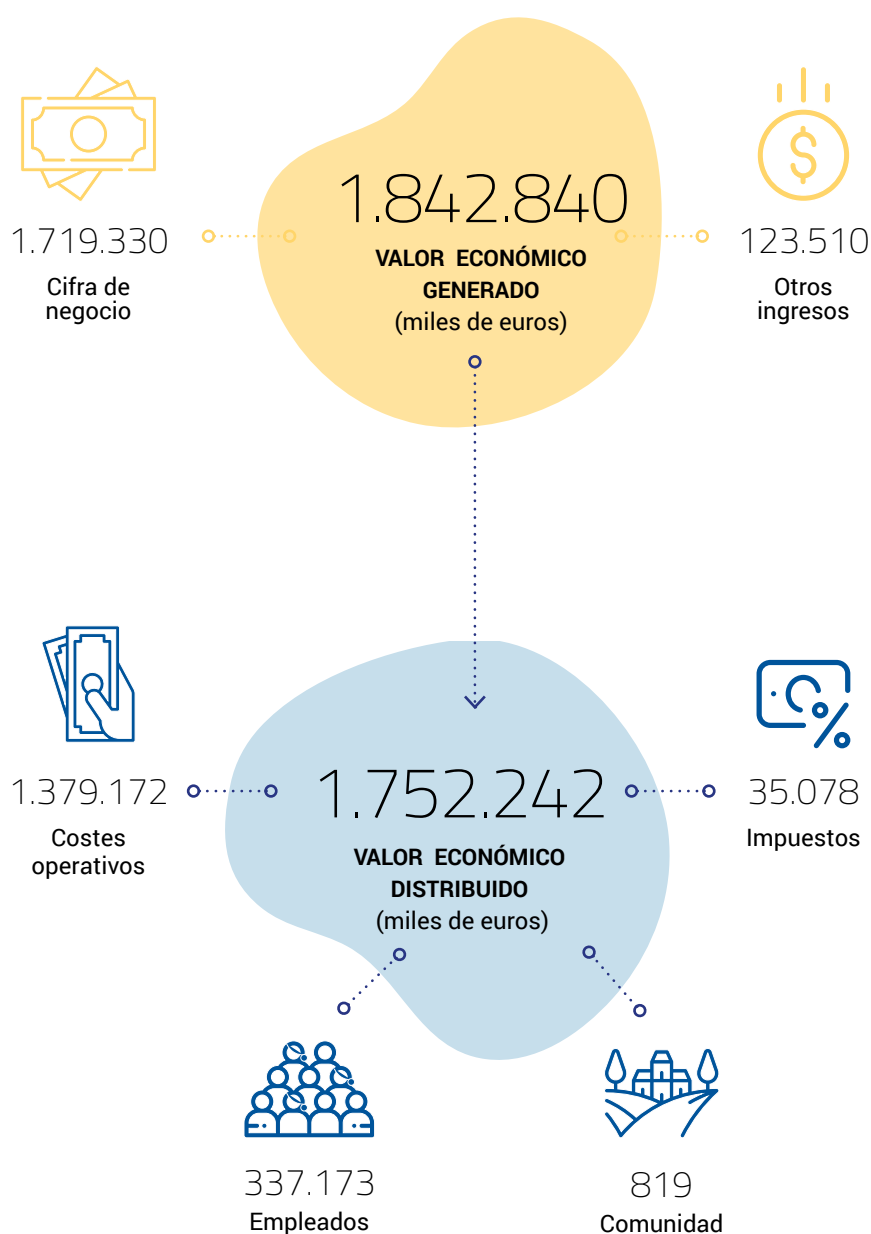 1.842.840
VALOR ECONÓMICO
GENERADO
(miles de euros)
1.719.330
Cifra de
negocio
$
123.510
Otros
ingresos
1.752.242
VALOR ECONÓMICO
DISTRIBUIDO
(miles de euros)
1.379.172
Costes
operativos
%
35.078
Impuestos
337.173
Empleados
819
Comunidad